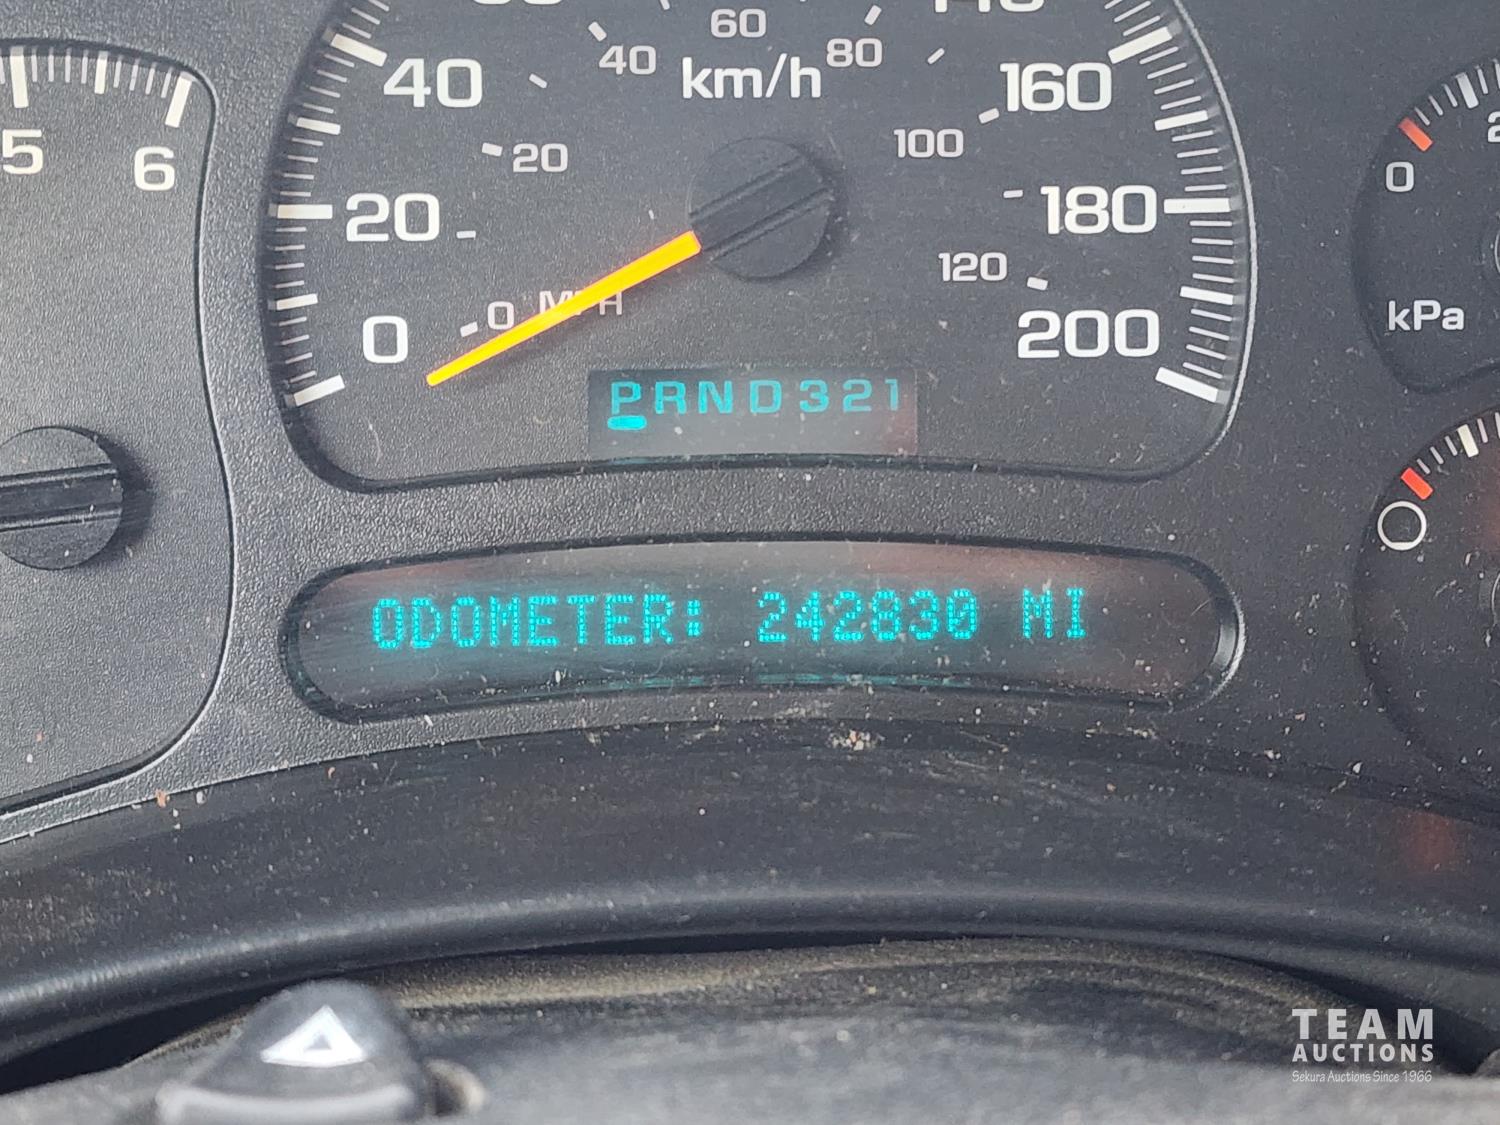 60
40
80
km/h
40
160
20
100
5
6
0
20
180
120
0 MPH
0
200
kPa
PRND321
ODOMETER: 242830 MI
TEAM
AUCTIONS
Sekura Auctions Since 1966